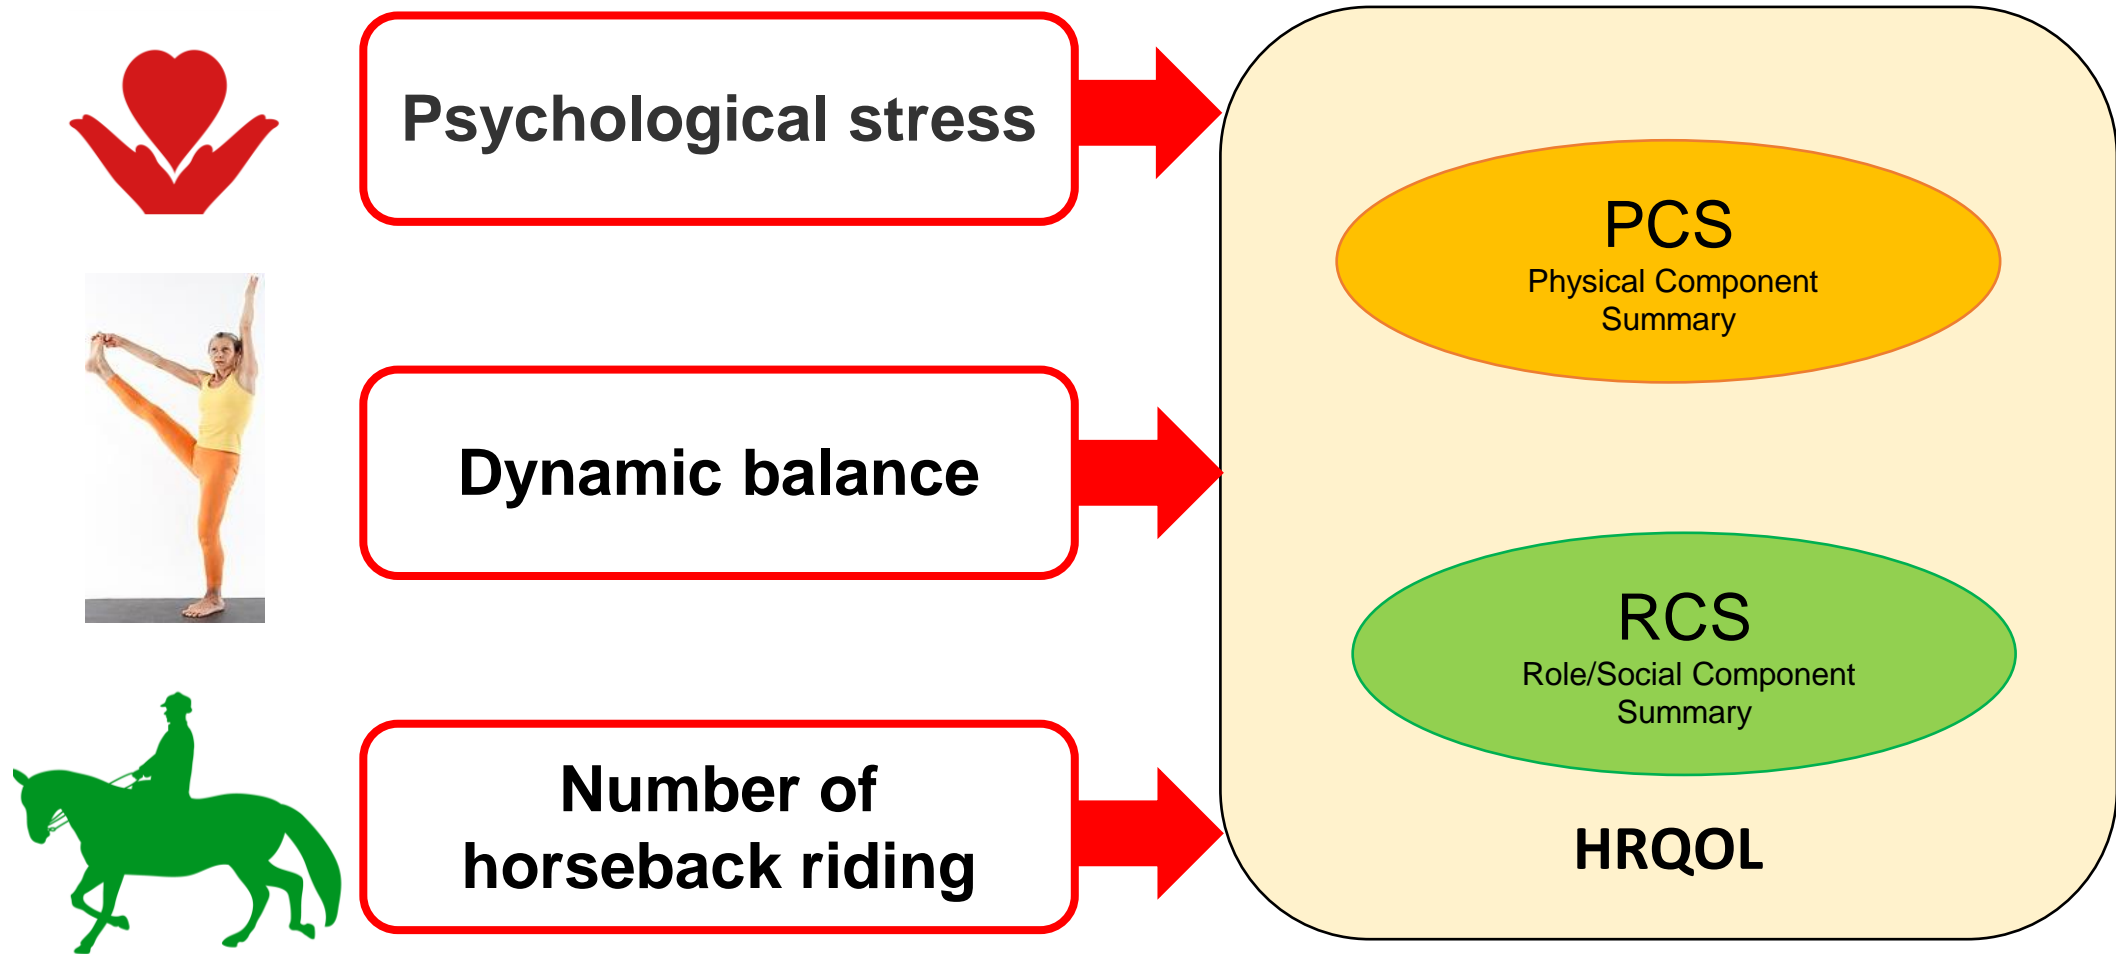 Psychological stress
Dynamic balance
Number of
horseback riding
PCS
Physical Component
Summary
RCS
Role/Social Component
Summary
HRQOL